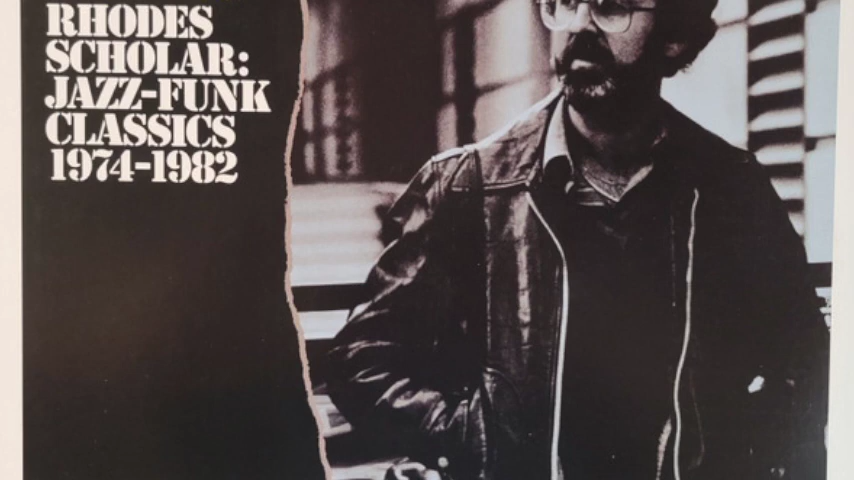 RHODES
SCHOLAR:
JAZZ-FUNK
CLASSICS
1974-1982